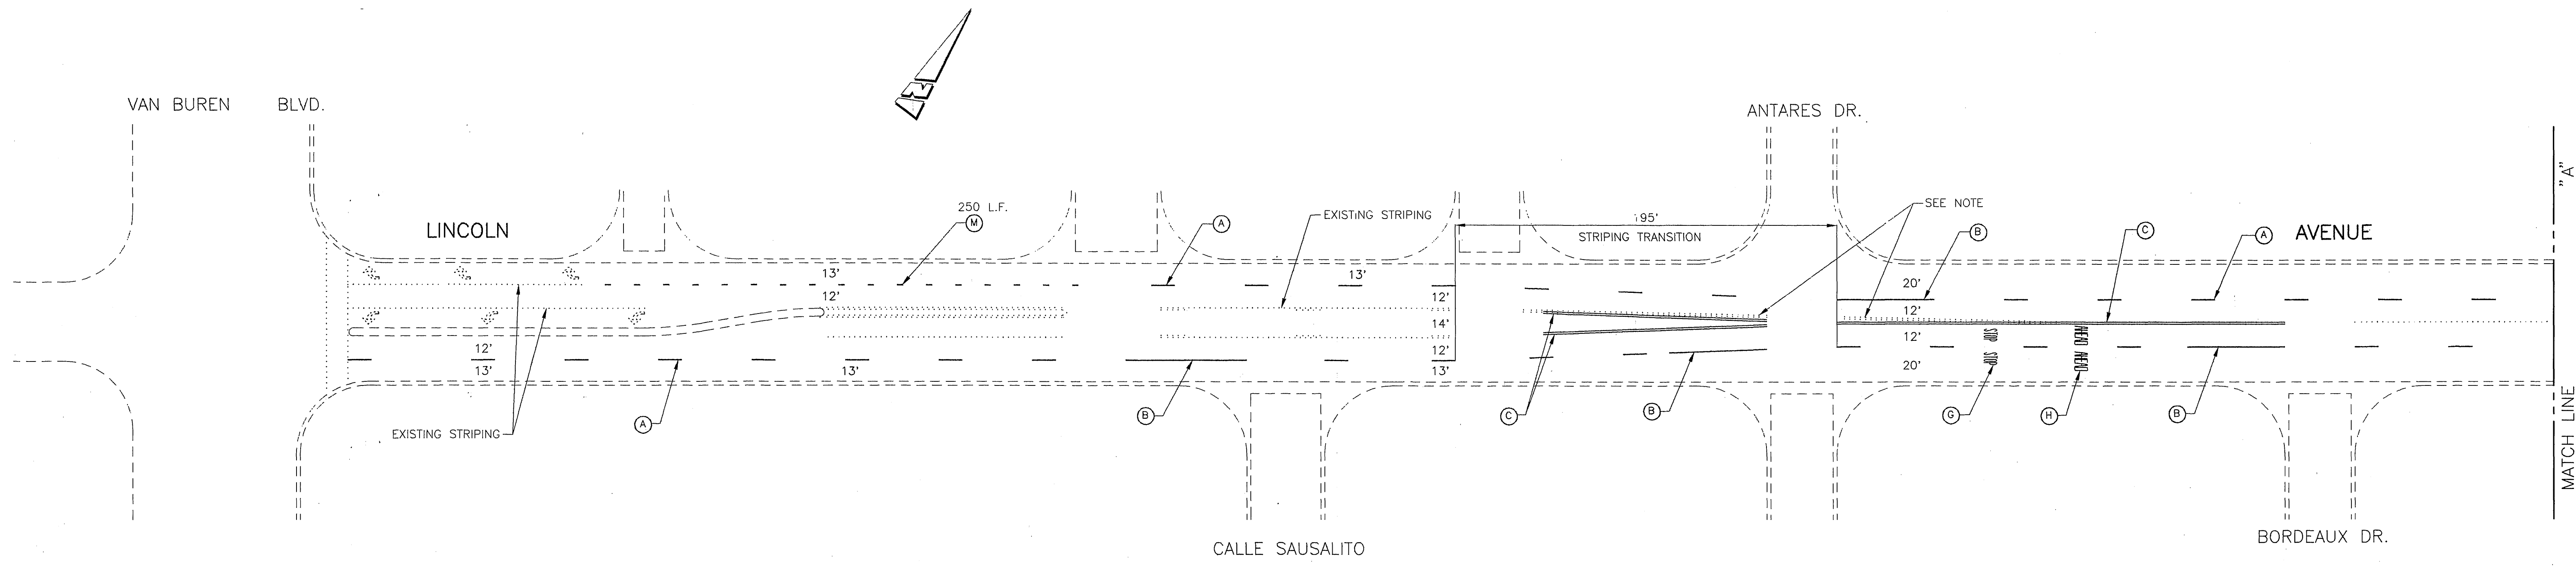 VAN BUREN BLVD.
ANTARES DR.
LINCOLN
250 L.F.
M
A
EXISTING STRIPING
195'
STRIPING TRANSITION
SEE NOTE
B
C
A
AVENUE
"A"
13'
13'
20'
12'
12'
12'
14'
12'
12'
12'
13'
13'
13'
20'
STOP STOP
AHEAD AHEAD
EXISTING STRIPING
A
B
C
B
G
H
B
MATCH LINE
CALLE SAUSALITO
BORDEAUX DR.